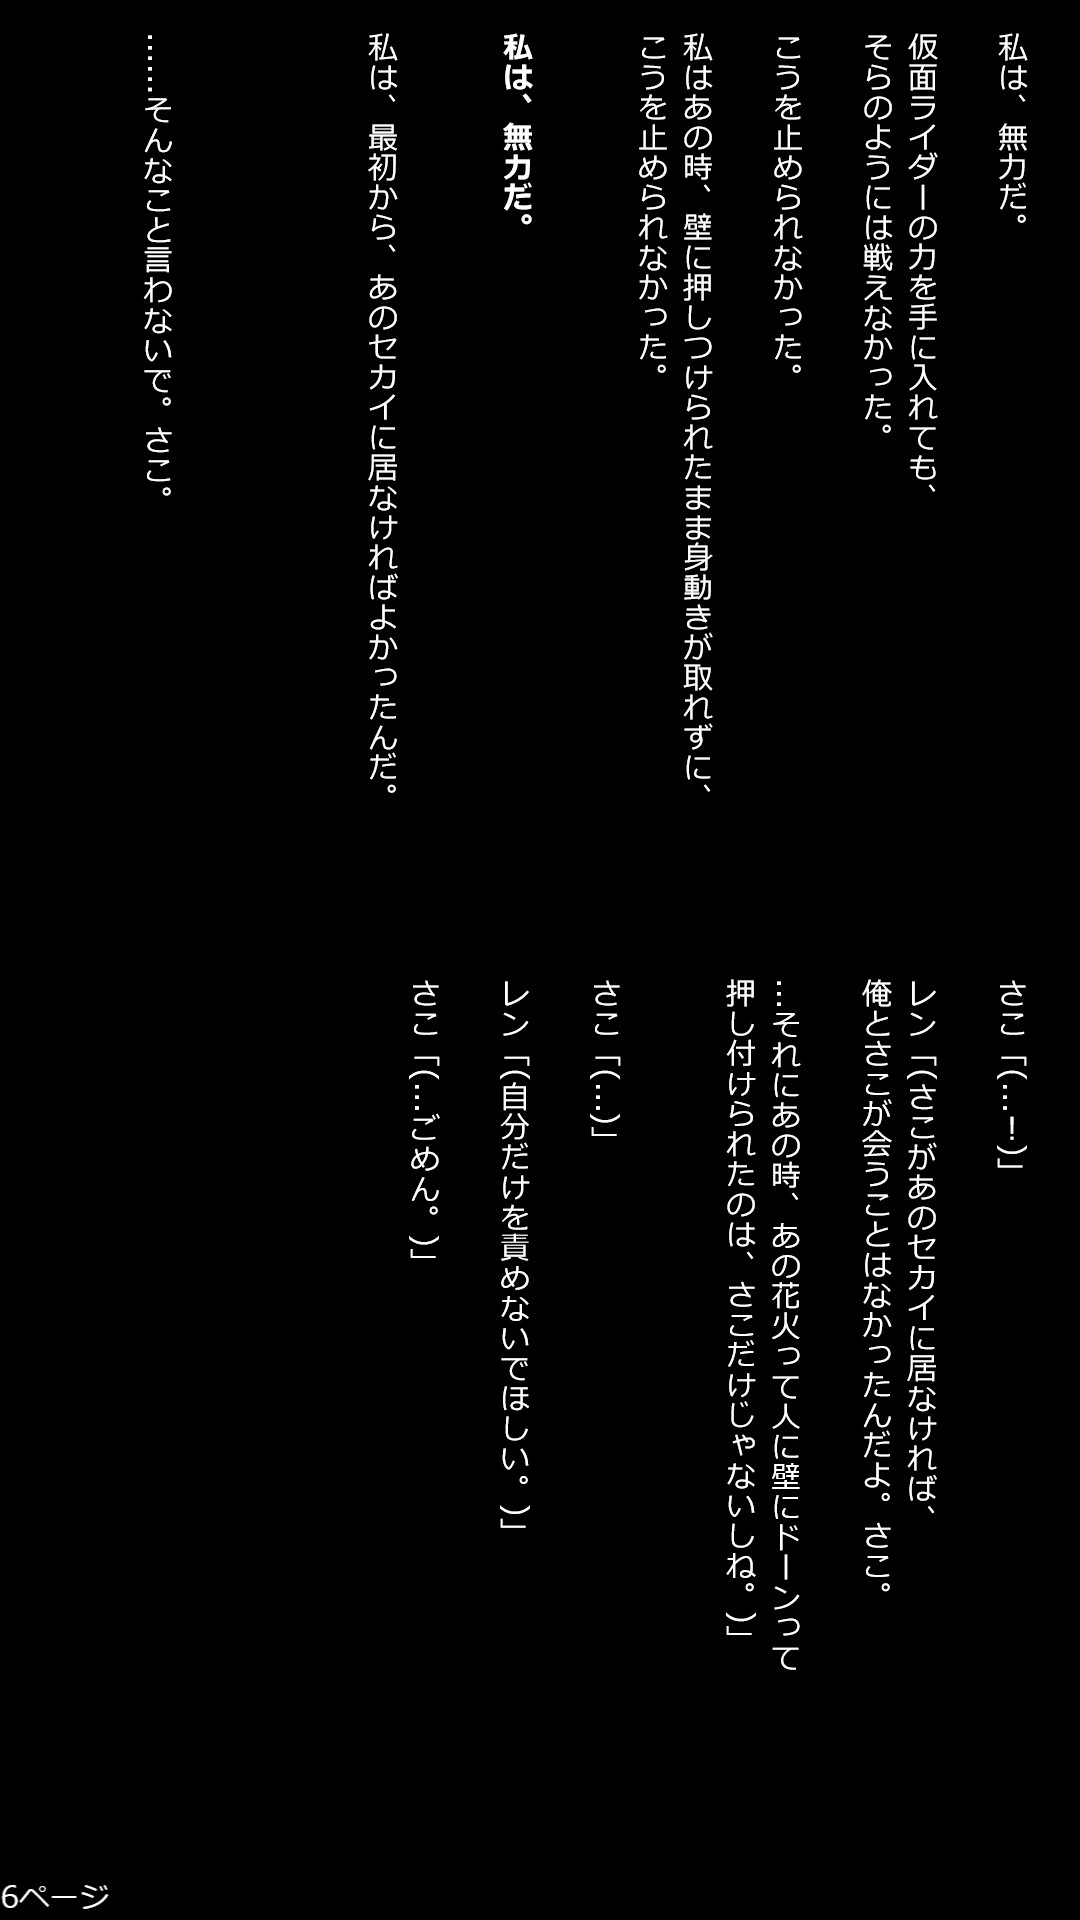 私は、無力だ。
仮面ライダーの力を手に入れても、
そらのようには戦えなかった。
こうを止められなかった。
私はあの時、壁に押しつけられたまま身動きが取れずに、
こうを止められなかった。
私は、無力だ。
私は、最初から、あのセカイに居なければよかったんだ。
……そんなこと言わないで。さこ。
さこ「(…！)」
レン「(さこがあのセカイに居なければ、
俺とさこが会うことはなかったんだよ。さこ。
…それにあの時、あの花火って人に壁にドーンって
押し付けられたのは、さこだけじゃないしね。)」
さこ「(…)」
レン「(自分だけを責めないでほしい。)」
さこ「(…ごめん。)」
6ページ